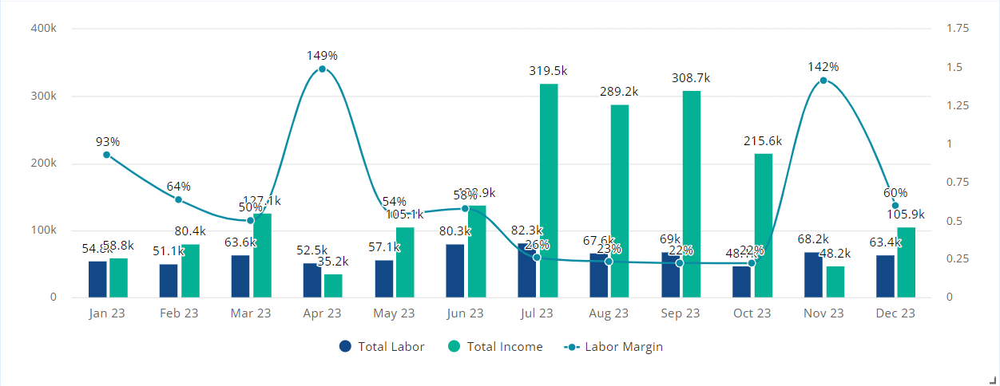 400k
300k
200k
100k
0
1.75
1.5
1.25
1
0.75
0.5
0.25
0
93%
64%
50%
149%
54%
58%
26%
23%
22%
22%
142%
60%
58.8k
51.1k
80.4k
63.6k
127.1k
52.5k
35.2k
57.1k
105.1k
80.3k
82.3k
319.5k
67.6k
289.2k
69k
308.7k
215.6k
68.2k
48.2k
63.4k
105.9k
Jan 23
Feb 23
Mar 23
Apr 23
May 23
Jun 23
Jul 23
Aug 23
Sep 23
Oct 23
Nov 23
Dec 23
Total Labor
Total Income
Labor Margin